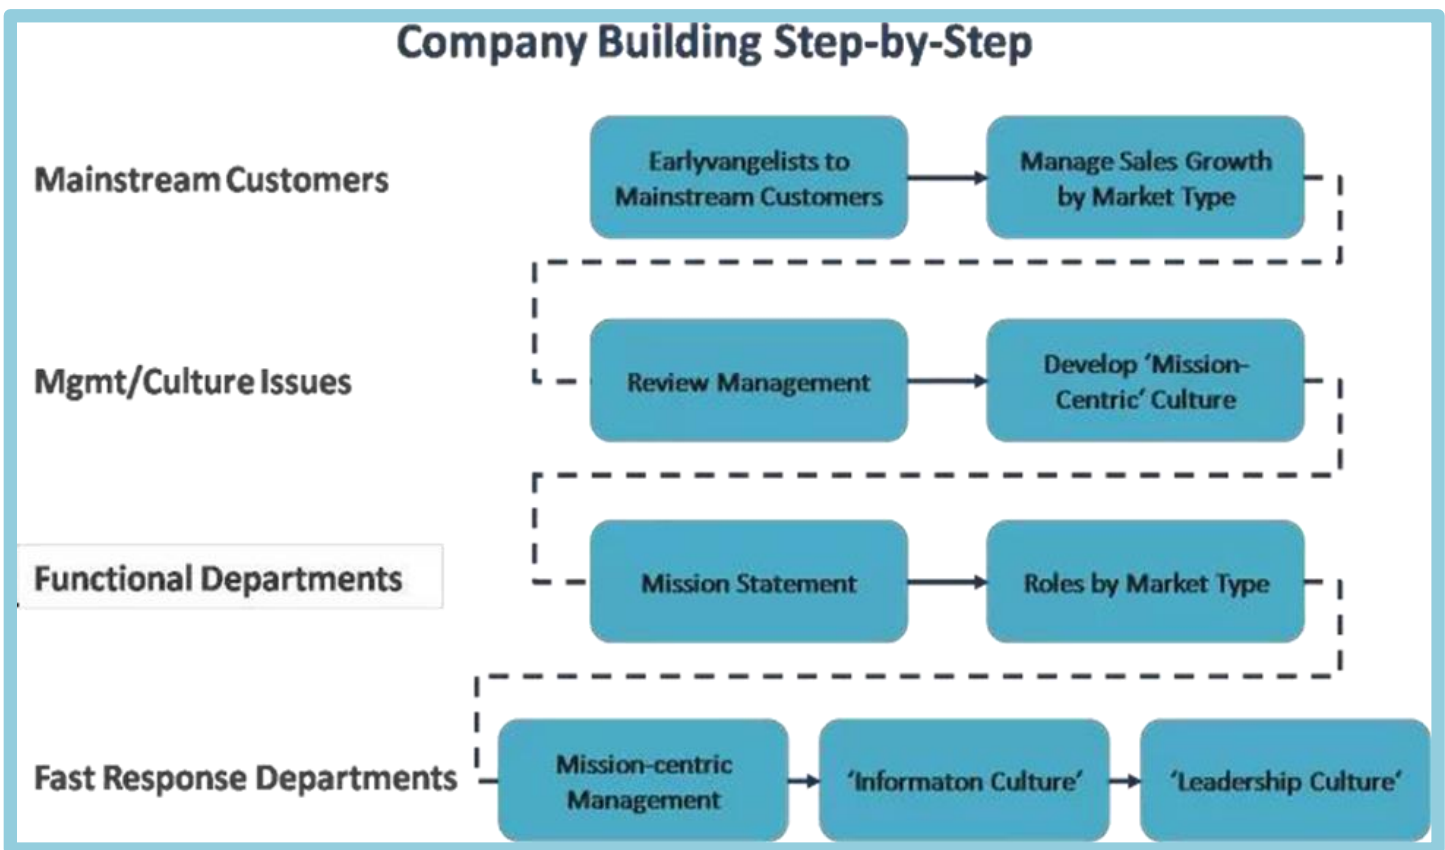 Company Building Step-by-Step
Mainstream Customers
Earlyvangelists to
Mainstream Customers
Manage Sales Growth
by Market Type
Mgmt/Culture Issues
Review Management
Develop ‘Mission-
Centric’ Culture
Functional Departments
Mission Statement
Roles by Market Type
Fast Response Departments
Mission-centric
Management
‘Informaton Culture’
‘Leadership Culture’